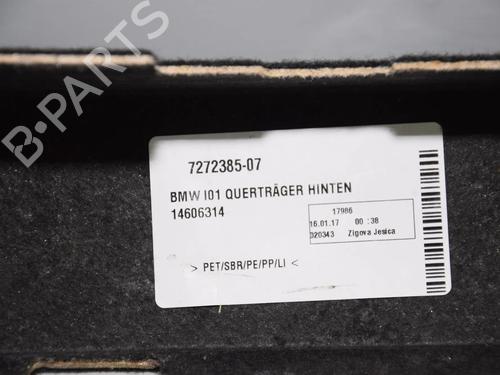 B-PARTS
7272385-07
BMW I01 QUERTRÄGER HINTEN
14606314
17986
16.01.17 00 :38
020343 Zigova Jesica
> PET/SBR/PE/PP/LI <